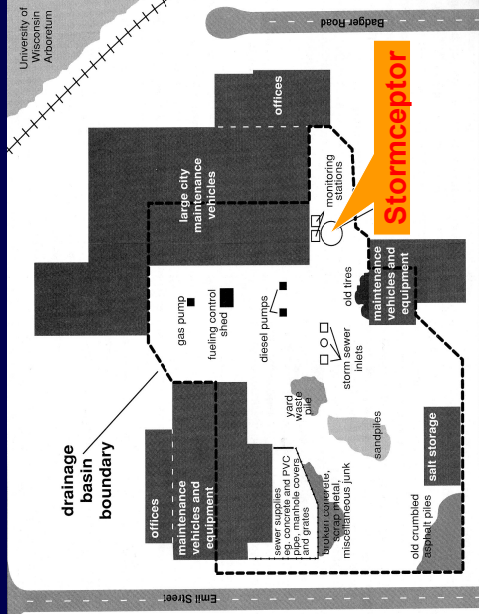 University of
Wisconsin
Arboretum
Badger Road
offices
Stormceptor
large city
maintenance
vehicles
monitoring
stations
gas pump
fueling control
shed
diesel pumps
old tires
maintenance
vehicles and
equipment
storm sewer
inlets
yard
waste
pile
sandpiles
drainage
basin
boundary
offices
maintenance
vehicles and
equipment
sewer supplies
eg. concrete and PVC
pipe, manhole covers,
and grates
broken concrete,
scrap metal,
miscellaneous junk
salt storage
old crumbled
asphalt piles
Emil Street